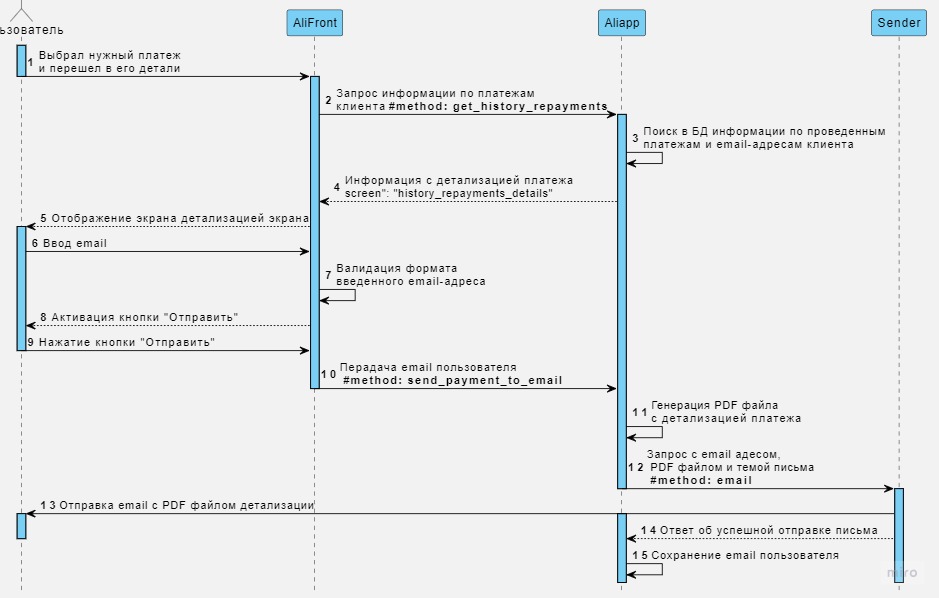 ьзователь
AliFront
Aliapp
Sender
1 Выбрал нужный платеж
и перешел в его детали
2 Запрос информации по платежам
клиента #method: get_history_repayments
3 Поиск в БД информации по проведенным
платежам и email-адресам клиента
4 Информация с детализацией платежа
screen": "history_repayments_details"
5 Отображение экрана детализацией экрана
6 Ввод email
7 Валидация формата
введенного email-адреса
8 Активация кнопки "Отправить"
9 Нажатие кнопки "Отправить"
10 Перадача email пользователя
#method: send_payment_to_email
11 Генерация PDF файла
с детализацией платежа
12 Запрос с email адесом,
PDF файлом и темой письма
#method: email
13 Отправка email с PDF файлом детализации
14 Ответ об успешной отправке письма
15 Сохранение email пользователя
miro